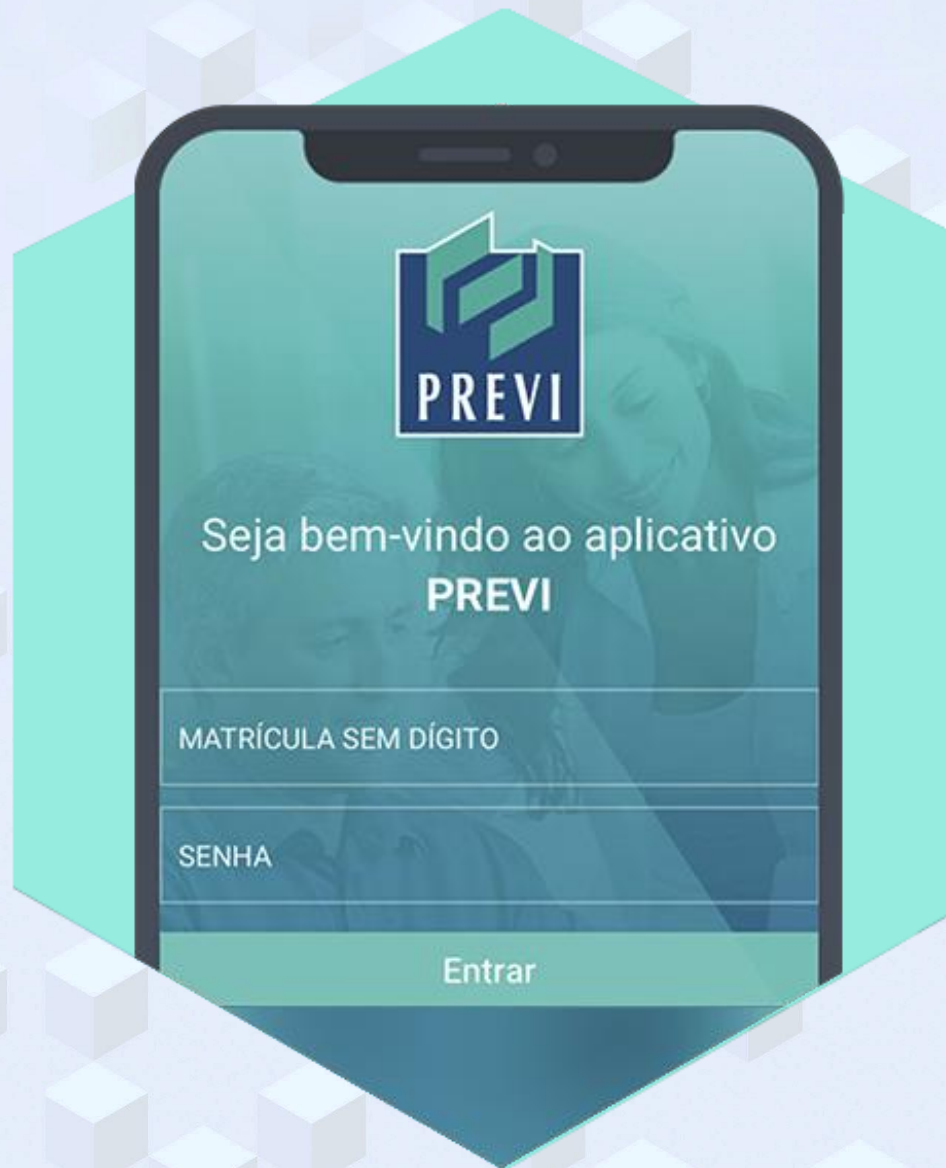 PREVI
Seja bem-vindo ao aplicativo
PREVI
MATRÍCULA SEM DÍGITO
SENHA
Entrar